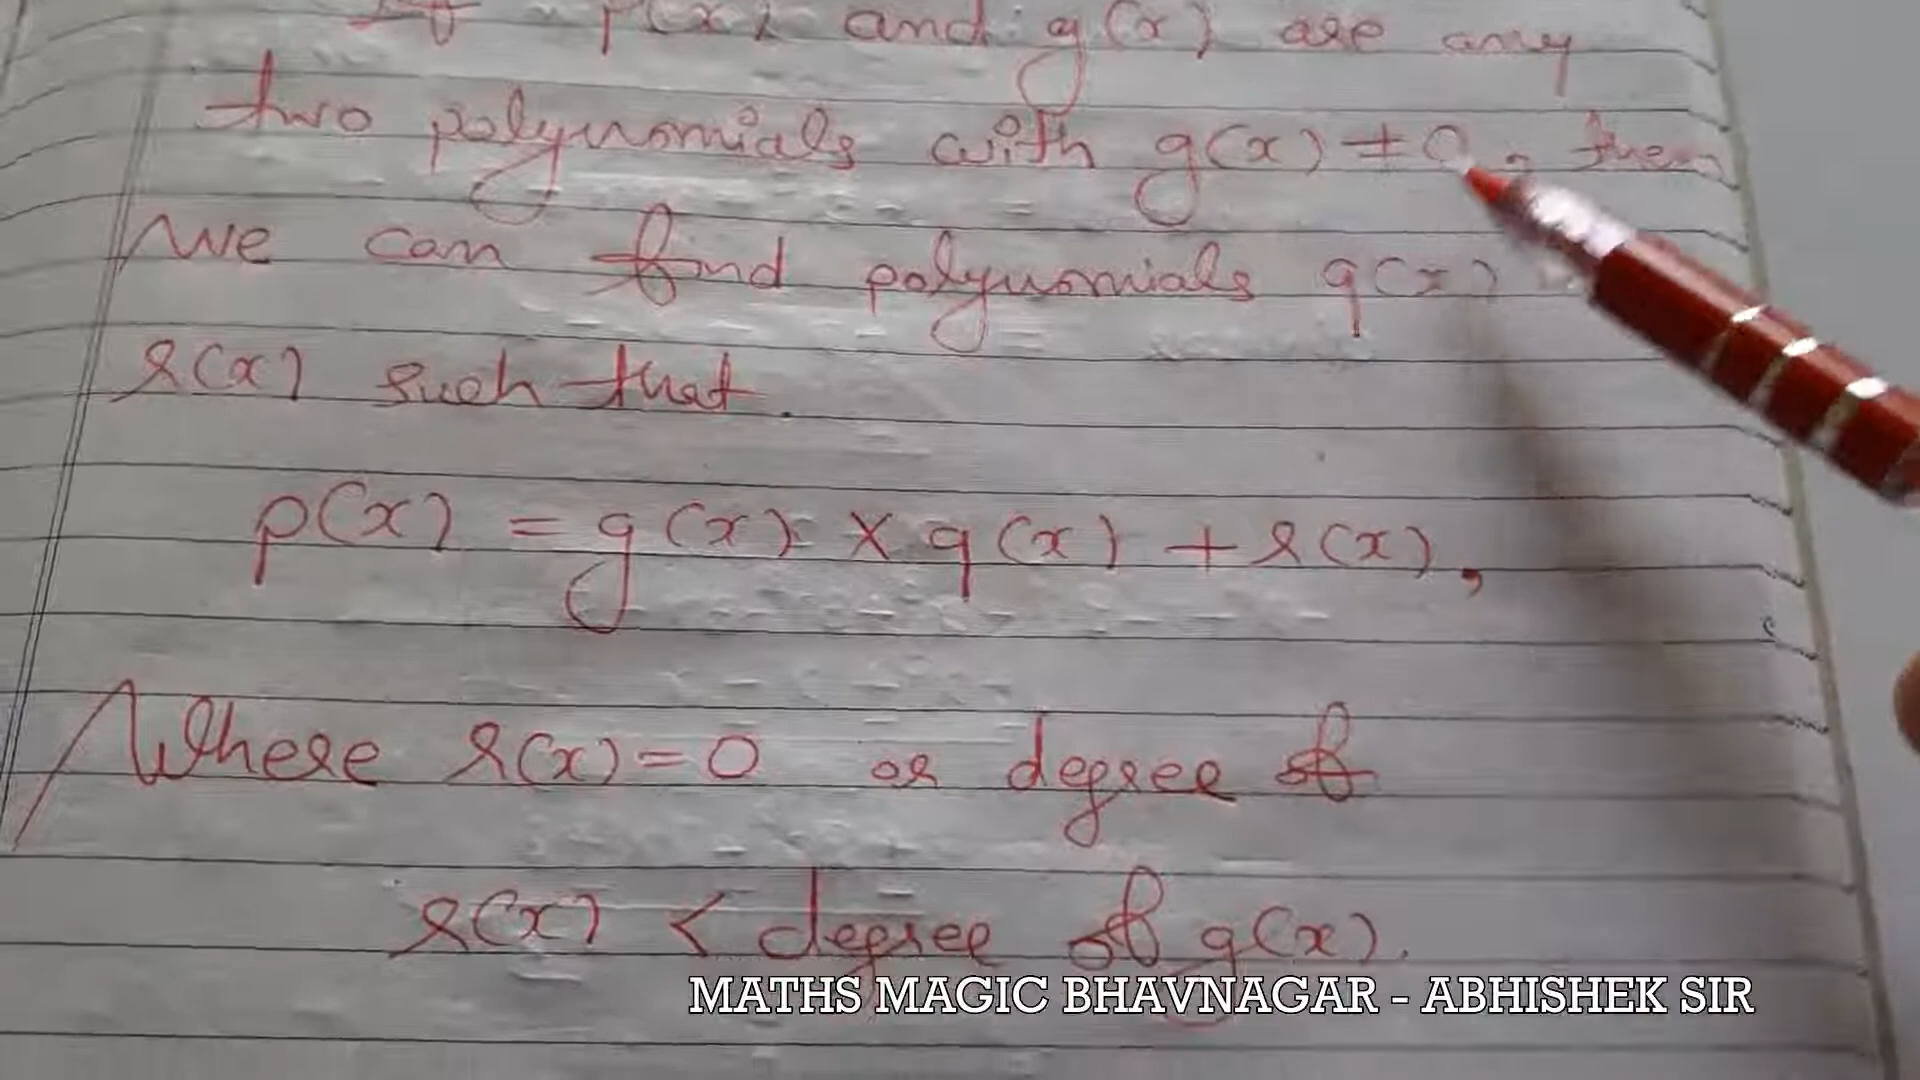 If p(x) and g(x) are any
two polynomials with g(x) ≠ 0, then
we can find polynomials q(x)
r(x) such that.
p(x) = g(x) × q(x) + r(x),
Where r(x) = 0 or degree of
r(x) < degree of g(x).
MATHS MAGIC BHAVNAGAR - ABHISHEK SIR